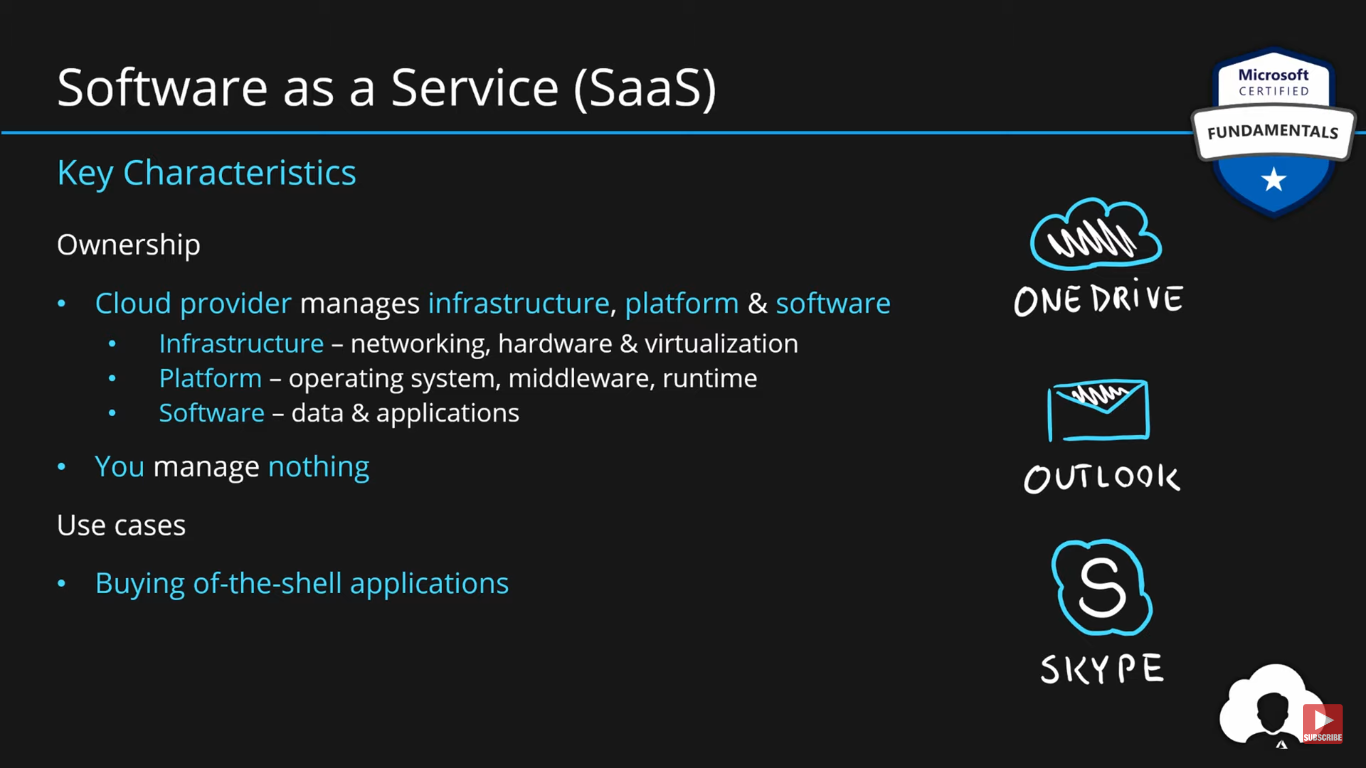 Software as a Service (SaaS)
Microsoft
CERTIFIED
FUNDAMENTALS
Key Characteristics
Ownership
• Cloud provider manages infrastructure, platform & software
• Infrastructure – networking, hardware & virtualization
• Platform – operating system, middleware, runtime
• Software – data & applications
• You manage nothing
Use cases
• Buying of-the-shell applications
ONEDRIVE
OUTLOOK
S
SKYPE
SUBSCRIBE